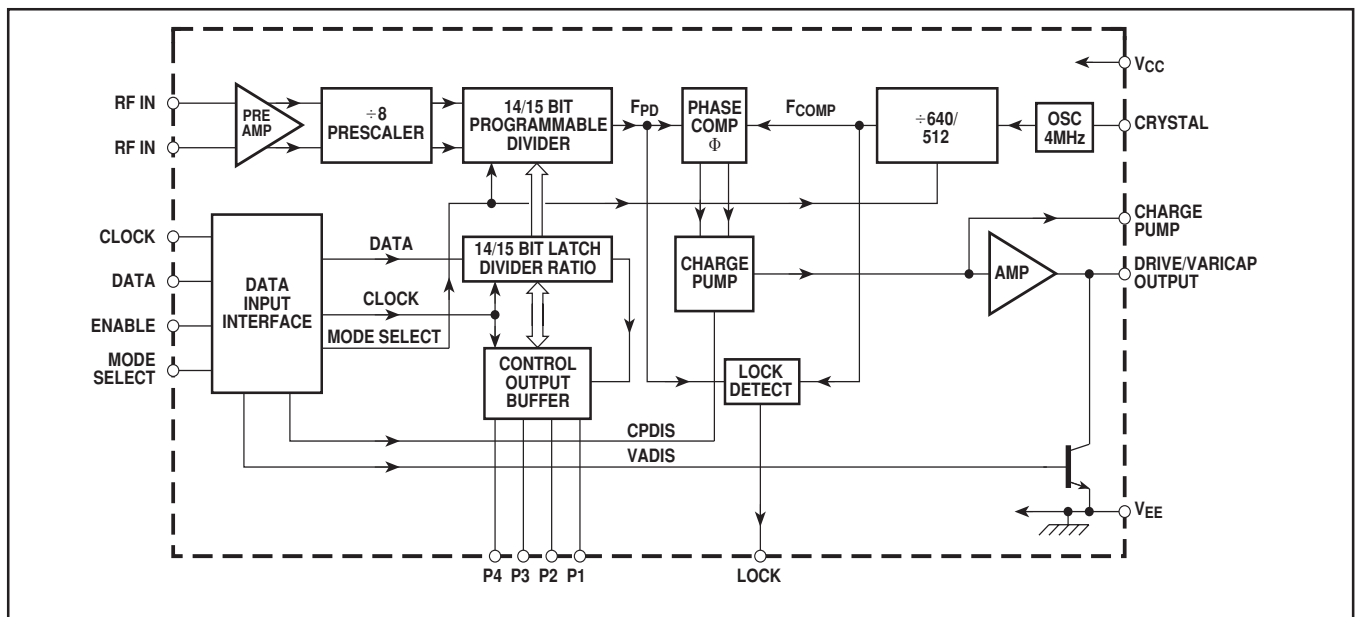 VCC
RF IN
PRE
AMP
÷8
PRESCALER
14/15 BIT
PROGRAMMABLE
DIVIDER
FPD
PHASE
COMP
Φ
FCOMP
÷640/
512
OSC
4MHz
CRYSTAL
RF IN
CLOCK
DATA
ENABLE
MODE
SELECT
DATA
INPUT
INTERFACE
DATA
CLOCK
MODE SELECT
14/15 BIT LATCH
DIVIDER RATIO
CONTROL
OUTPUT
BUFFER
CHARGE
PUMP
LOCK
DETECT
AMP
CHARGE
PUMP
DRIVE/VARICAP
OUTPUT
CPDIS
VADIS
VEE
P4 P3 P2 P1
LOCK